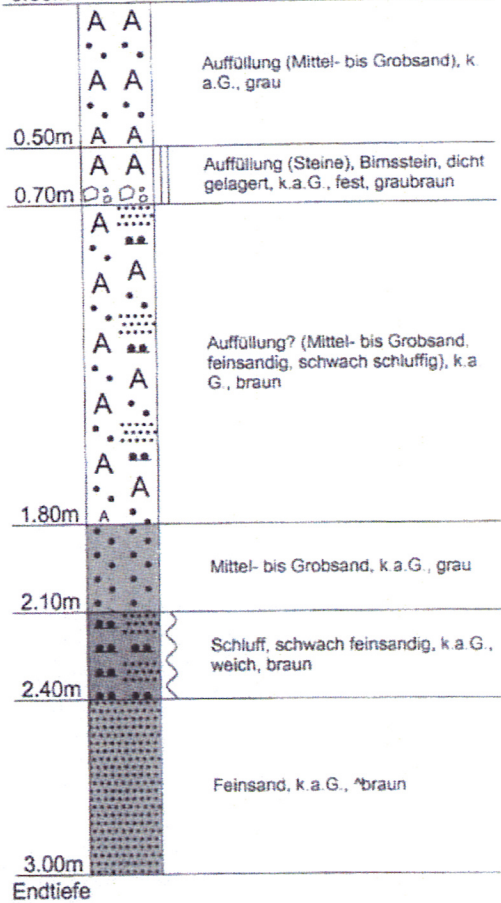 A A
A A
Auffüllung (Mittel- bis Grobsand), k.
a.G., grau
0.50m A A
A A
Auffüllung (Steine), Bimsstein, dicht
gelagert, k.a.G., fest, graubraun
0.70m
A
A
A
A
Auffüllung? (Mittel- bis Grobsand,
feinsandig, schwach schluffig), k.a
G., braun
A
A
A
A
1.80m A
Mittel- bis Grobsand, k.a.G., grau
2.10m
Schluff, schwach feinsandig, k.a.G.,
weich, braun
2.40m
Feinsand, k.a.G., ^braun
3.00m
Endtiefe